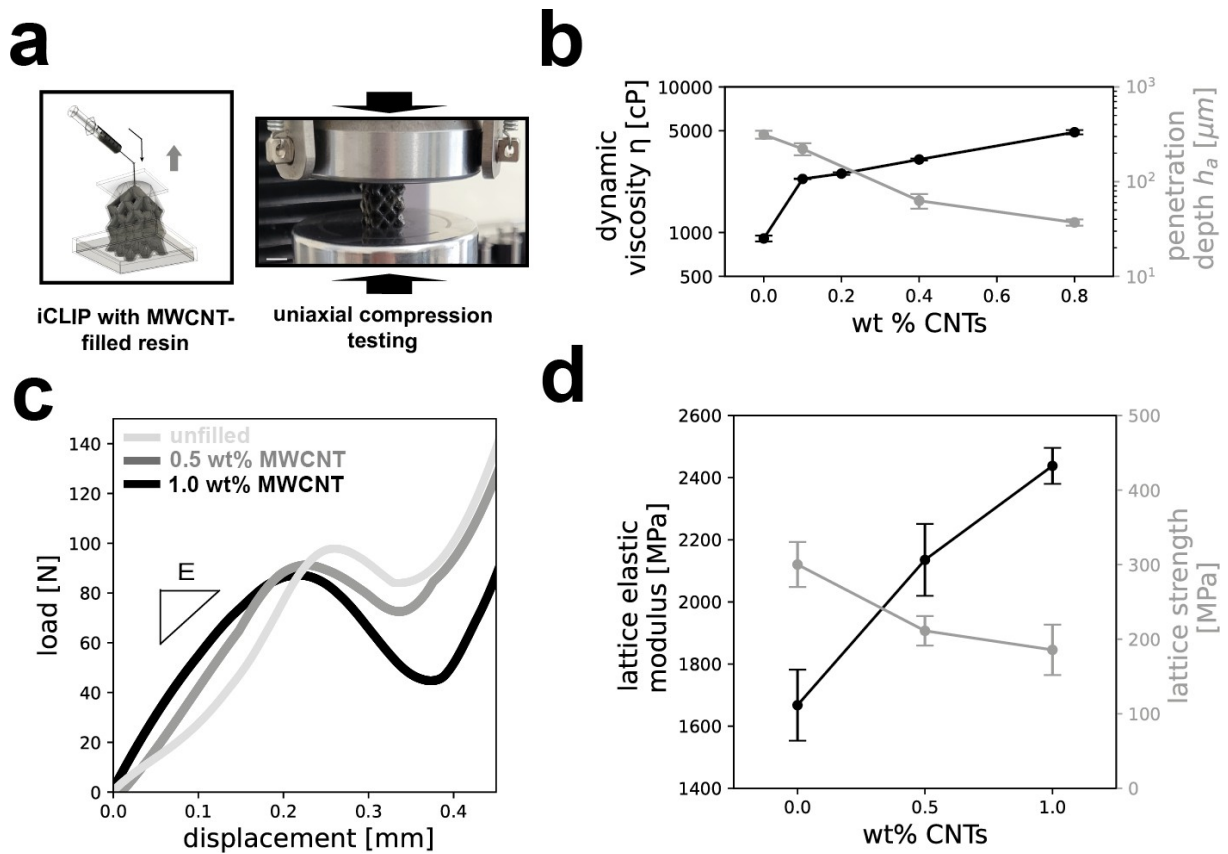 a
iCLIP with MWCNT-
filled resin
uniaxial compression
testing
b
dynamic
viscosity η [cP]
10000
5000
1000
500
penetration
depth hₐ [μm]
10³
10²
10¹
0.0 0.2 0.4 0.6 0.8
wt % CNTs
c
unfilled
0.5 wt% MWCNT
1.0 wt% MWCNT
E
load [N]
140
120
100
80
60
40
20
0
0.0 0.1 0.2 0.3 0.4
displacement [mm]
d
lattice elastic
modulus [MPa]
2600
2400
2200
2000
1800
1600
1400
lattice strength
[MPa]
500
400
300
200
100
0
0.0 0.5 1.0
wt% CNTs